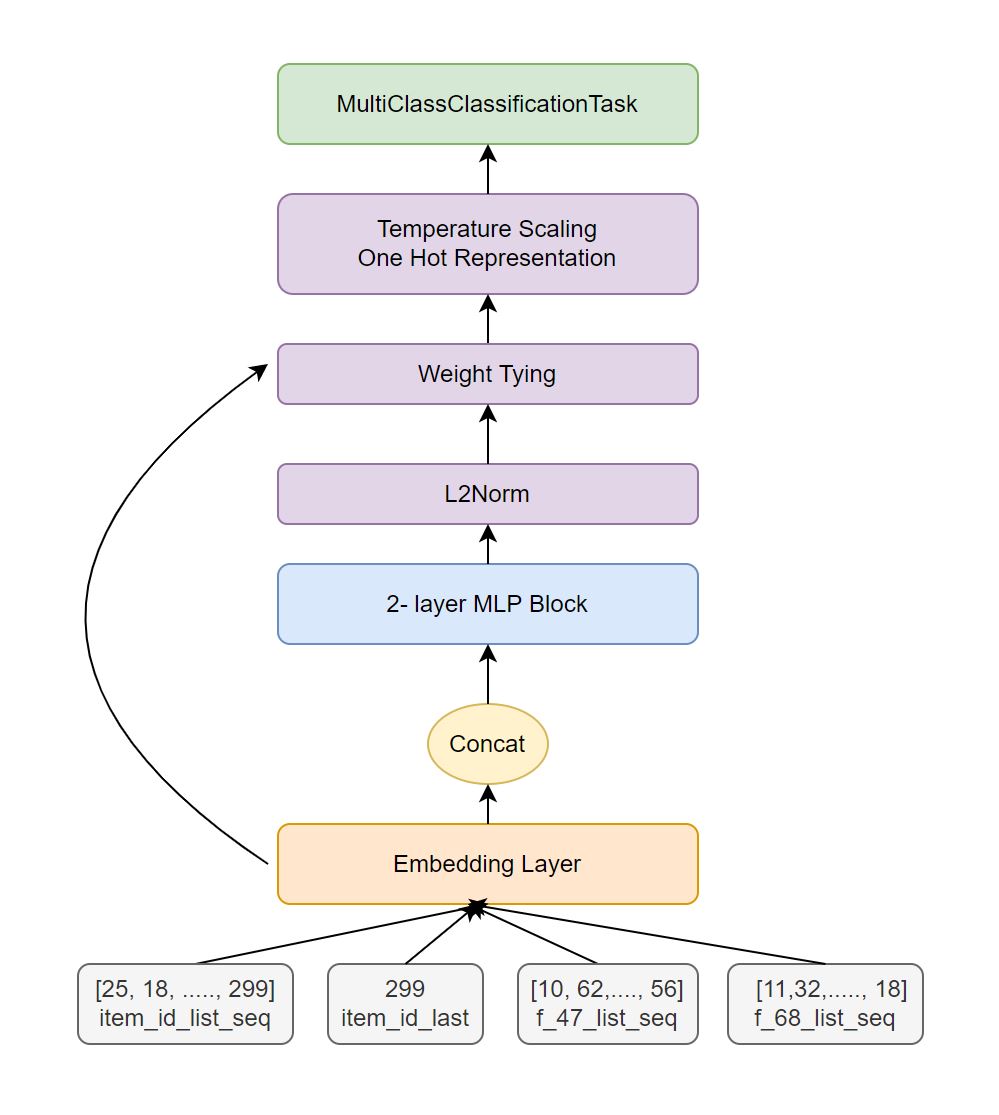 MultiClassClassificationTask
Temperature Scaling
One Hot Representation
Weight Tying
L2Norm
2- layer MLP Block
Concat
Embedding Layer
[25, 18, ....., 299]
item_id_list_seq
299
item_id_last
[10, 62,...., 56]
f_47_list_seq
[11,32,....., 18]
f_68_list_seq